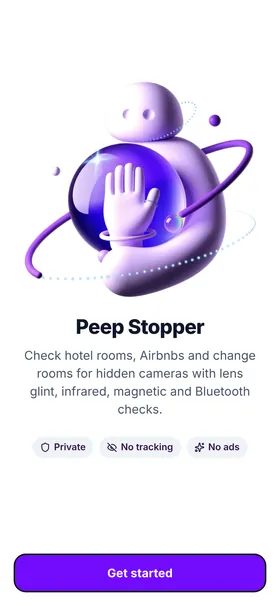 Peep Stopper
Check hotel rooms, Airbnbs and change
rooms for hidden cameras with lens
glint, infrared, magnetic and Bluetooth
checks.
Private
No tracking
No ads
Get started